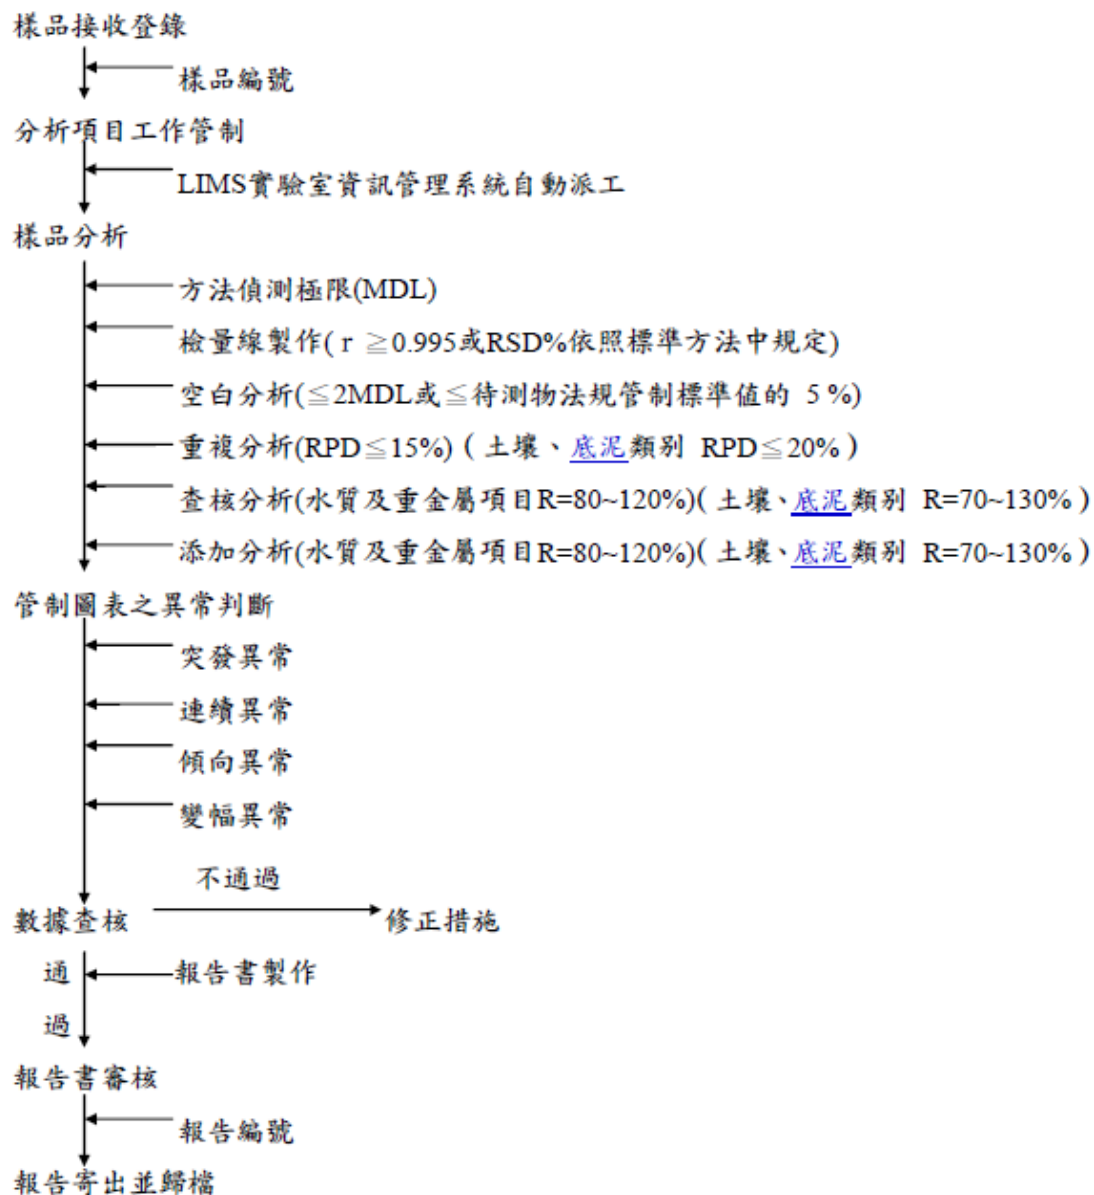 樣品接收登錄
樣品編號
分析項目工作管制
LIMS實驗室資訊管理系統自動派工
樣品分析
方法偵測極限(MDL)
檢量線製作( r ≧0.995或RSD%依照標準方法中規定)
空白分析(≦2MDL或≦待測物法規管制標準值的 5 %)
重複分析(RPD≦15%) ( 土壤、底泥類別 RPD≦20% )
查核分析(水質及重金屬項目R=80~120%)( 土壤、底泥類別 R=70~130% )
添加分析(水質及重金屬項目R=80~120%)( 土壤、底泥類別 R=70~130% )
管制圖表之異常判斷
突發異常
連續異常
傾向異常
變幅異常
不通過
數據查核 修正措施
通 報告書製作
過
報告書審核
報告編號
報告寄出並歸檔